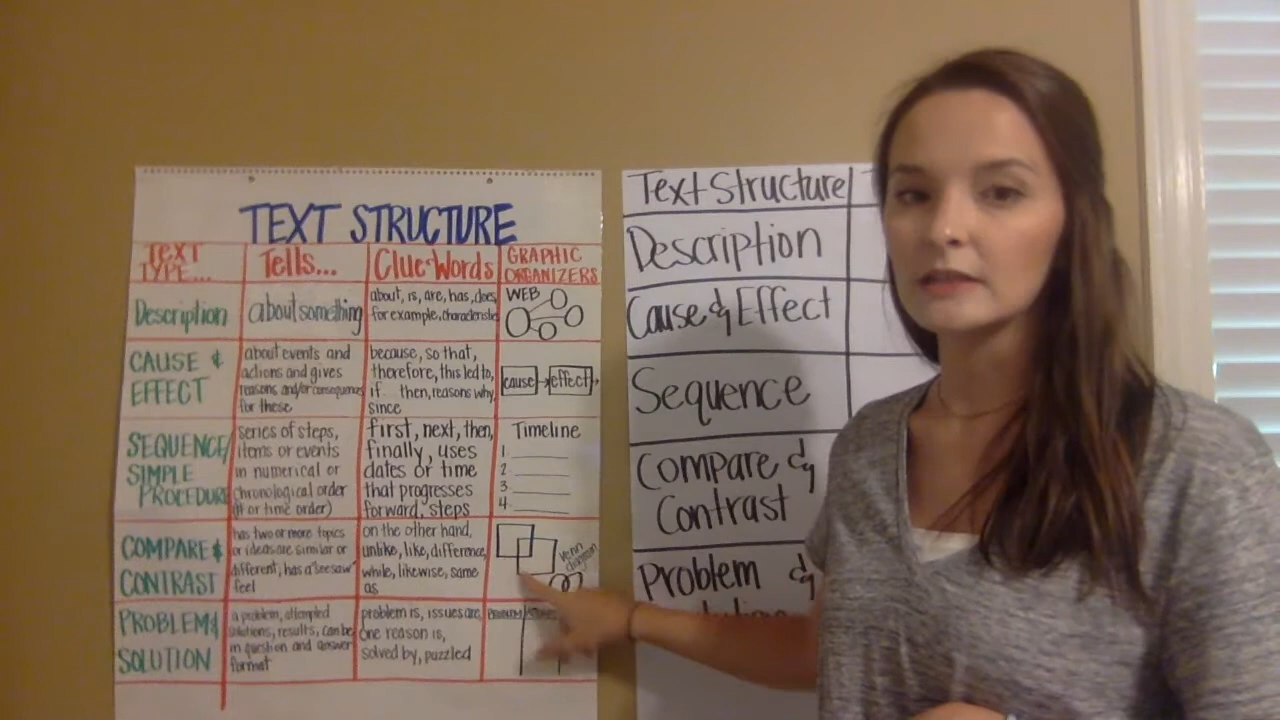 TEXT STRUCTURE
TEXT
TYPE...
Tells...
Clue Words
GRAPHIC
ORGANIZERS
Description
about something
about, is, are, has, does,
for example, characteristic
WEB
CAUSE &
EFFECT
about events and
actions and gives
reasons and/or consequences
for these
because, so that,
therefore, this led to,
if then, reasons why,
since
cause
effect
SEQUENCE/
SIMPLE
PROCEDURE
series of steps,
items or events
in numerical or
chronological order
(# or time order)
first, next, then,
finally, uses
dates or time
that progresses
forward, steps
Timeline
1
2
3
4
COMPARE &
CONTRAST
has two or more topics
or ideas are similar or
different, has a "seesaw"
feel
on the other hand,
unlike, like, difference,
while, likewise, same
as
Venn
diagram
PROBLEM &
SOLUTION
a problem, attempted
solutions, results, can be
in question and answer
format
problem is, issues are,
one reason is,
solved by, puzzled
PROBLEM
Text Structure
Description
Cause & Effect
Sequence
Compare &
Contrast
Problem &